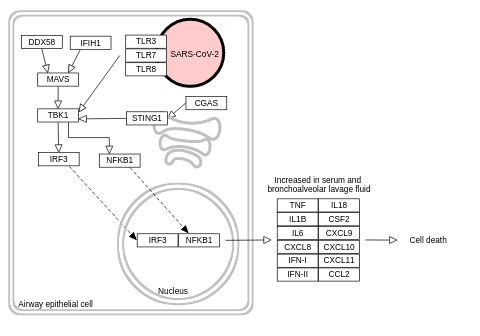 DDX58
IFIH1
TLR3
TLR7
TLR8
SARS-CoV-2
MAVS
TBK1
STING1
CGAS
IRF3
NFKB1
IRF3
NFKB1
Nucleus
Airway epithelial cell
Increased in serum and
bronchoalveolar lavage fluid
TNF
IL18
IL1B
CSF2
IL6
CXCL9
CXCL8
CXCL10
IFN-I
CXCL11
IFN-II
CCL2
Cell death